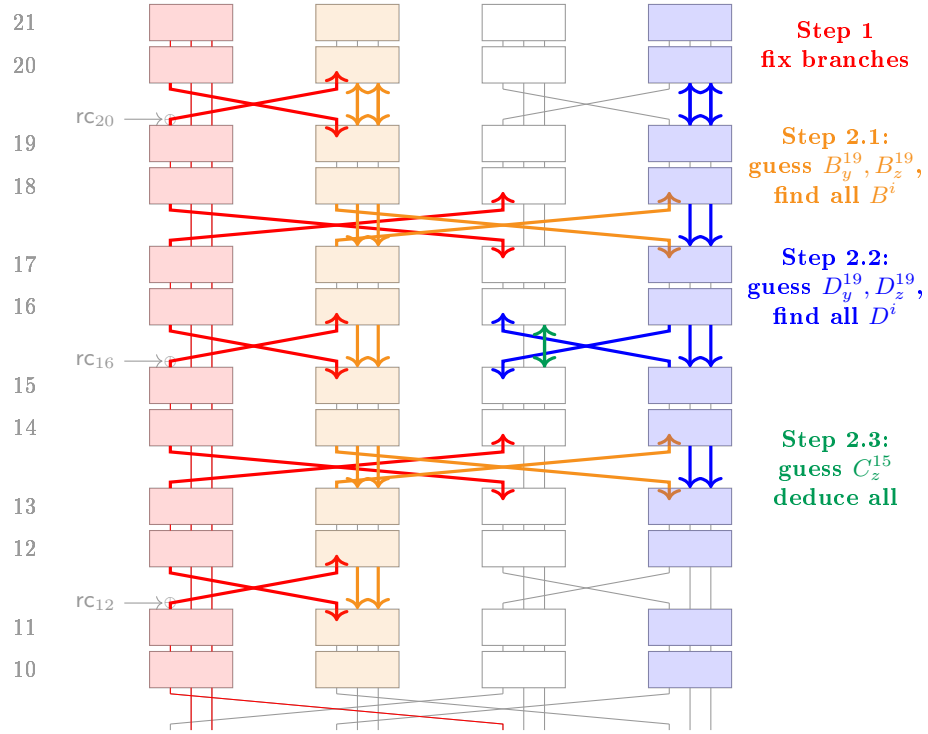 21
Step 1
20
fix branches
rc₂₀
19
Step 2.1:
18
guess B_y^19, B_z^19,
find all B^i
17
Step 2.2:
guess D_y^19, D_z^19,
16
find all D^i
rc₁₆
15
14
Step 2.3:
guess C_z^15
deduce all
13
12
rc₁₂
11
10